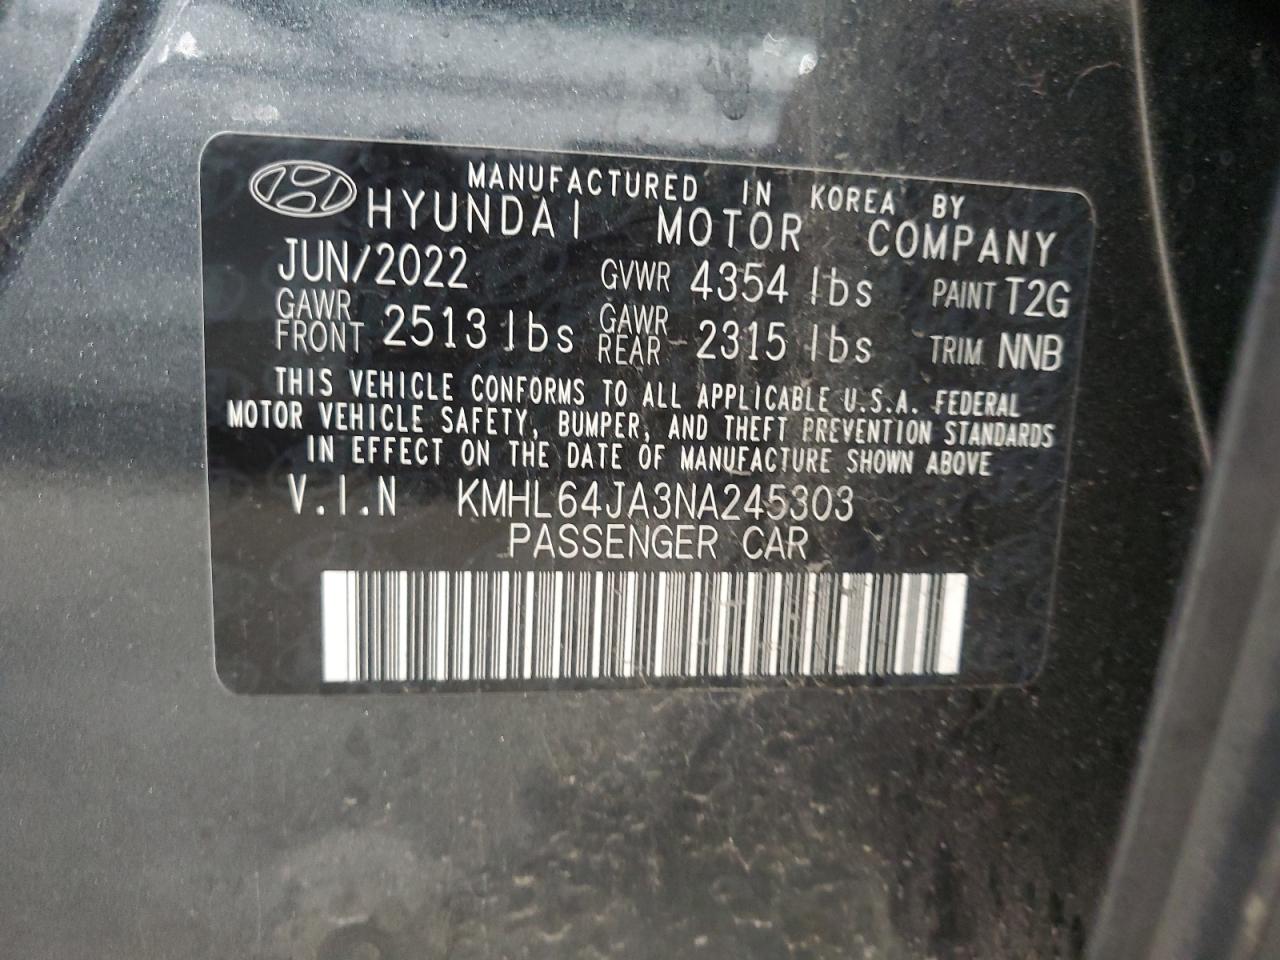 MANUFACTURED IN KOREA BY
HYUNDAI MOTOR COMPANY
JUN/2022 GVWR 4354 lbs PAINT T2G
GAWR FRONT 2513 lbs GAWR REAR 2315 lbs TRIM NNB
THIS VEHICLE CONFORMS TO ALL APPLICABLE U.S.A. FEDERAL
MOTOR VEHICLE SAFETY, BUMPER, AND THEFT PREVENTION STANDARDS
IN EFFECT ON THE DATE OF MANUFACTURE SHOWN ABOVE
V.I.N KMHL64JA3NA245303
PASSENGER CAR